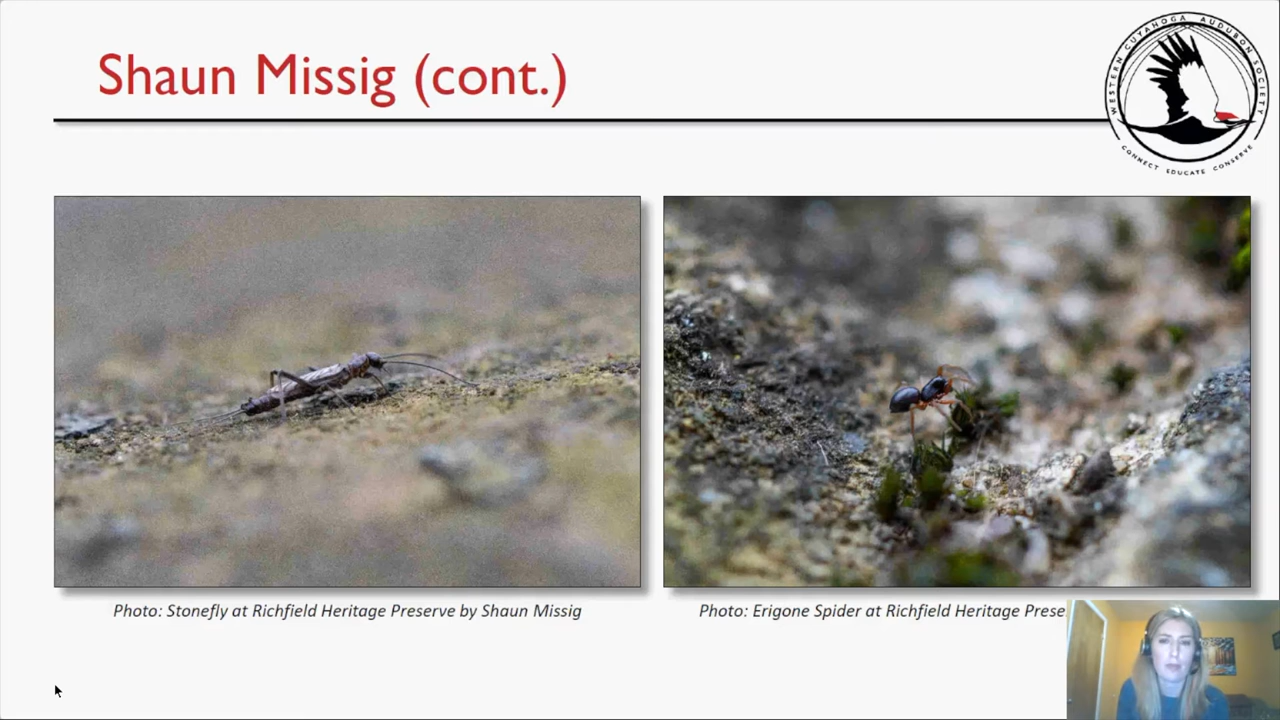 Shaun Missig (cont.)
WESTERN CUYAHOGA AUDUBON SOCIETY
CONNECT EDUCATE CONSERVE
Photo: Stonefly at Richfield Heritage Preserve by Shaun Missig
Photo: Erigone Spider at Richfield Heritage Prese